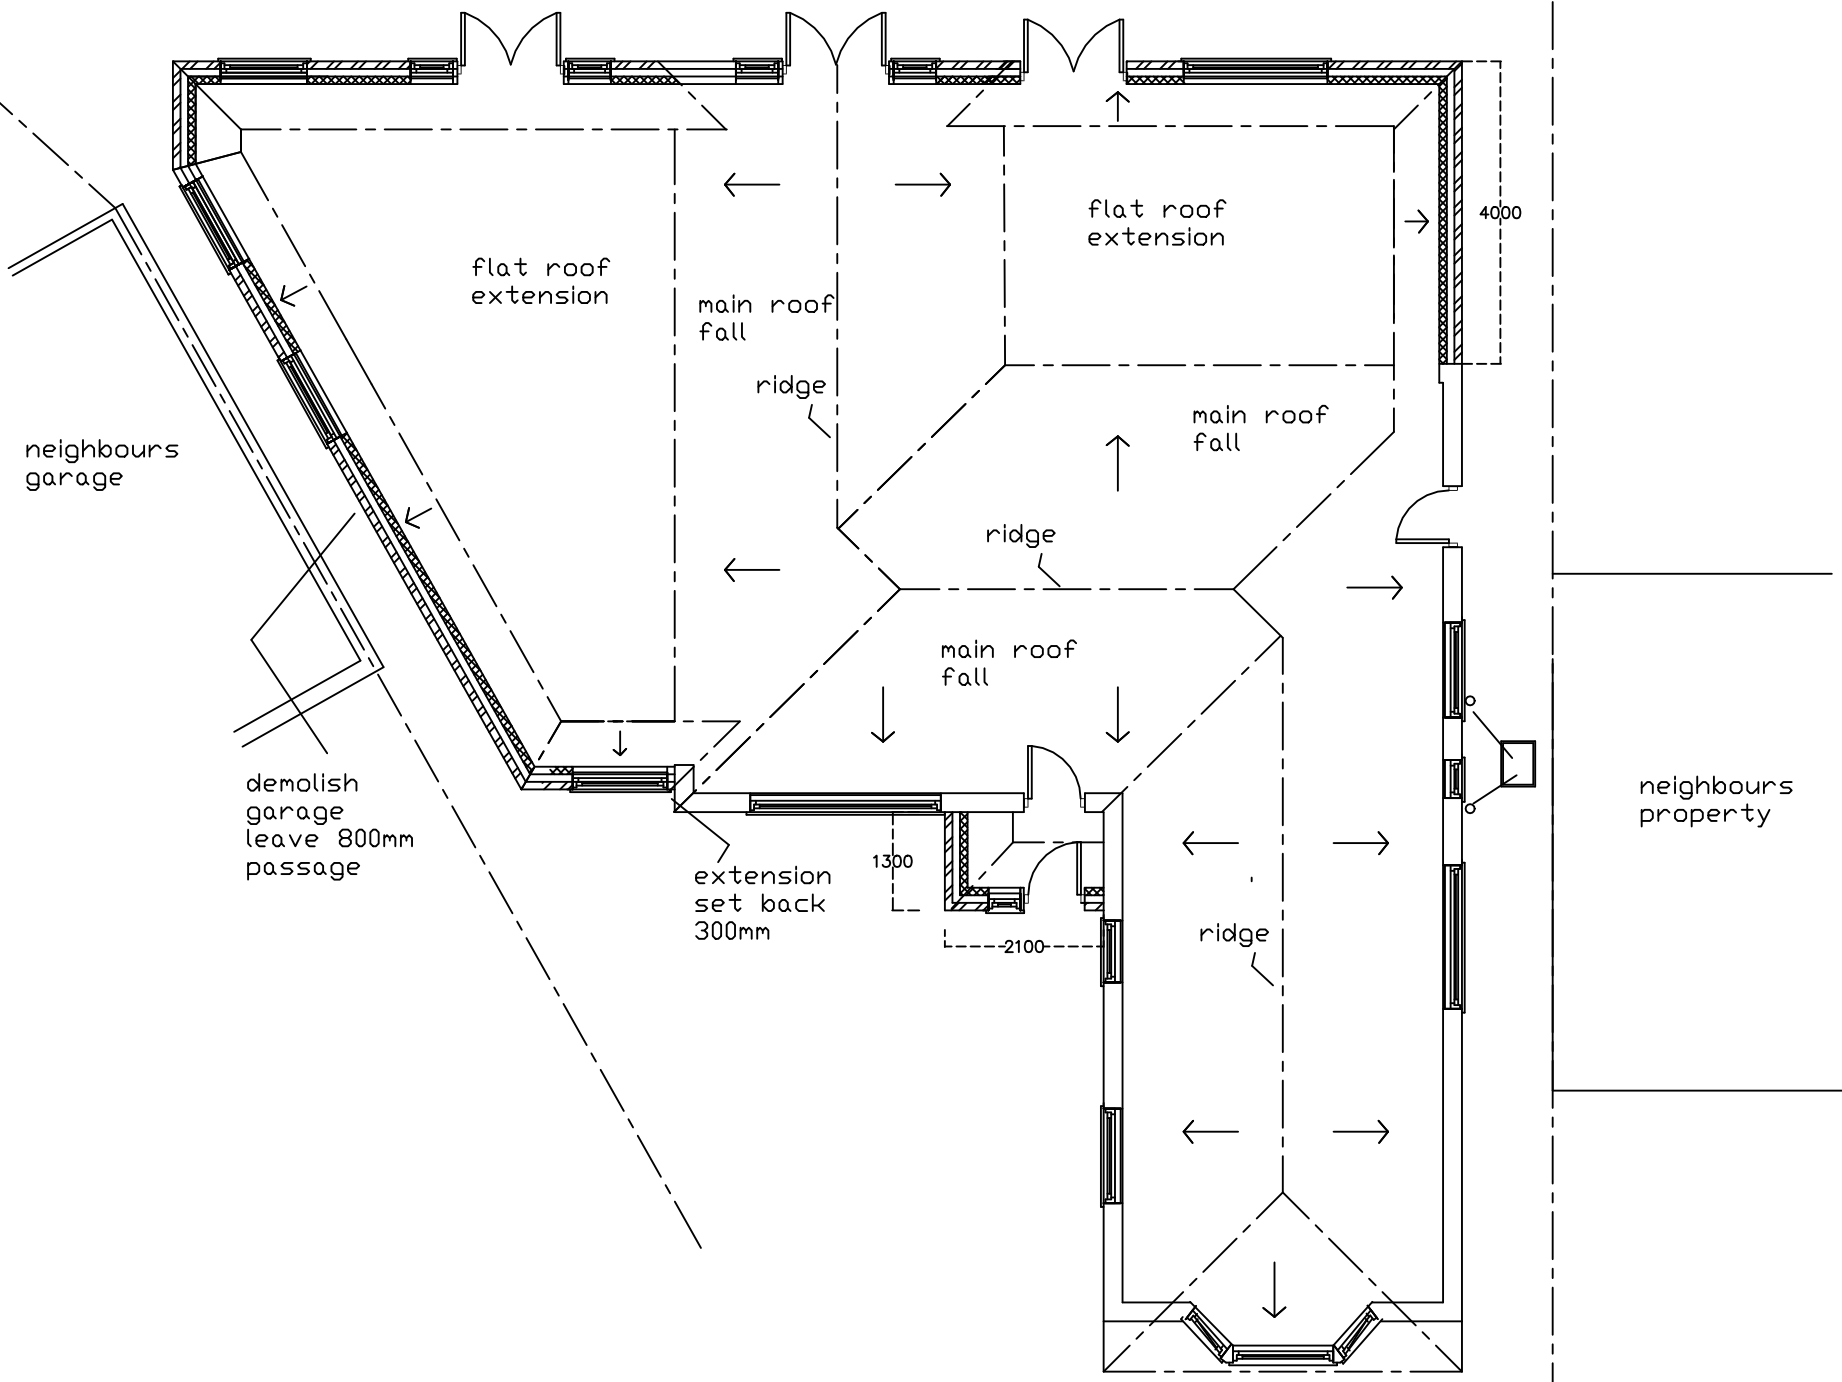 4000
flat roof
extension
flat roof
extension
main roof
fall
ridge
main roof
fall
neighbours
garage
ridge
main roof
fall
demolish
garage
leave 800mm
passage
neighbours
property
1300
extension
set back
300mm
2100
ridge